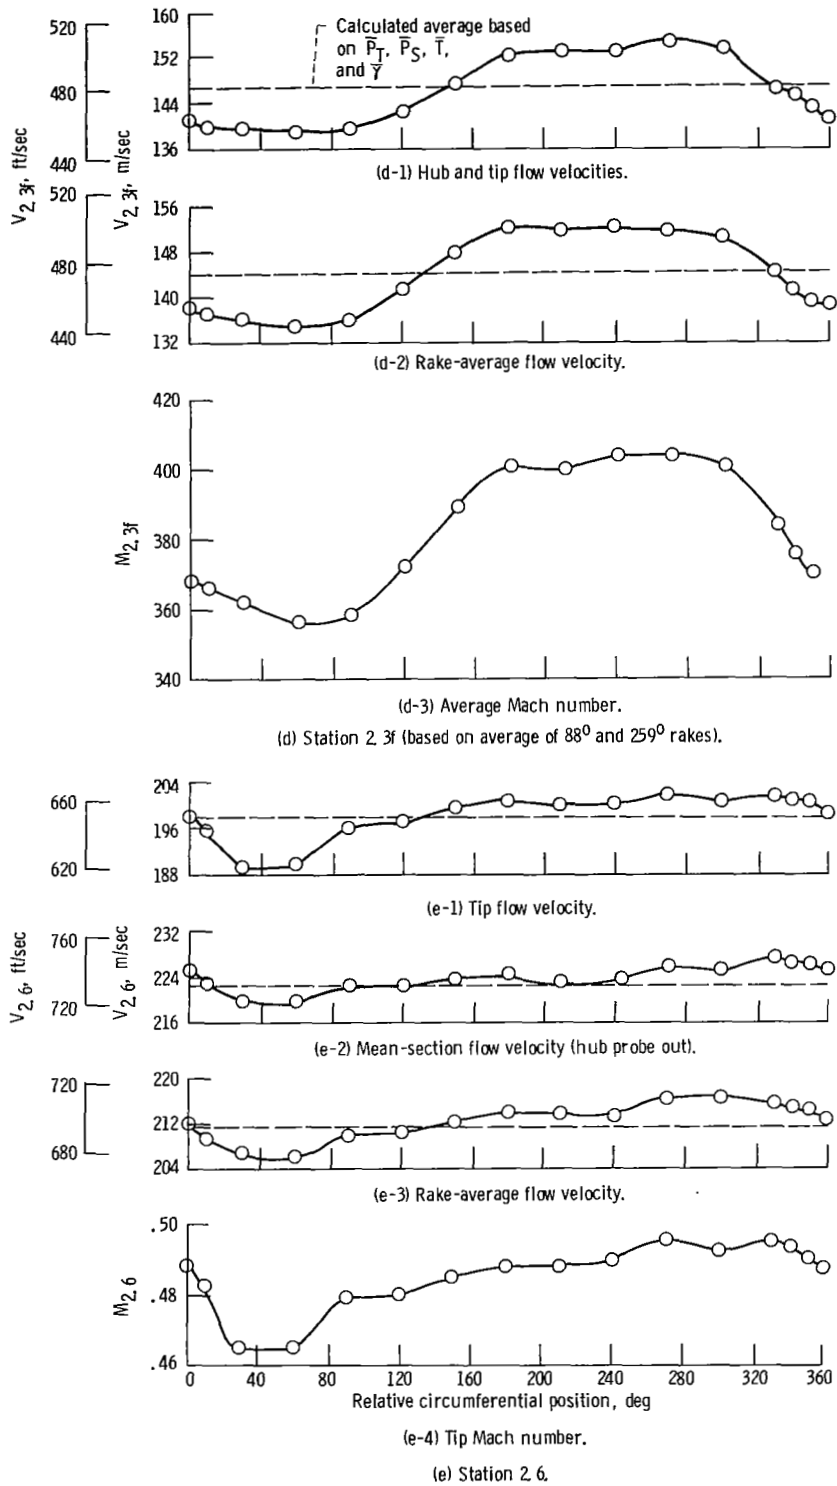 Calculated average based
on P̅T, P̅S, T̅,
and γ̅
520
480
440
V2, 3f, ft/sec
V2, 3f, m/sec
160
152
144
136
(d-1) Hub and tip flow velocities.
520
480
440
156
148
140
132
(d-2) Rake-average flow velocity.
M2, 3f
420
400
380
360
340
(d-3) Average Mach number.
(d) Station 2, 3f (based on average of 88° and 259° rakes).
660
620
204
196
188
(e-1) Tip flow velocity.
V2, 6, ft/sec
V2, 6, m/sec
760
720
232
224
216
(e-2) Mean-section flow velocity (hub probe out).
720
680
220
212
204
(e-3) Rake-average flow velocity.
M2, 6
.50
.48
.46
0 40 80 120 160 200 240 280 320 360
Relative circumferential position, deg
(e-4) Tip Mach number.
(e) Station 2, 6.